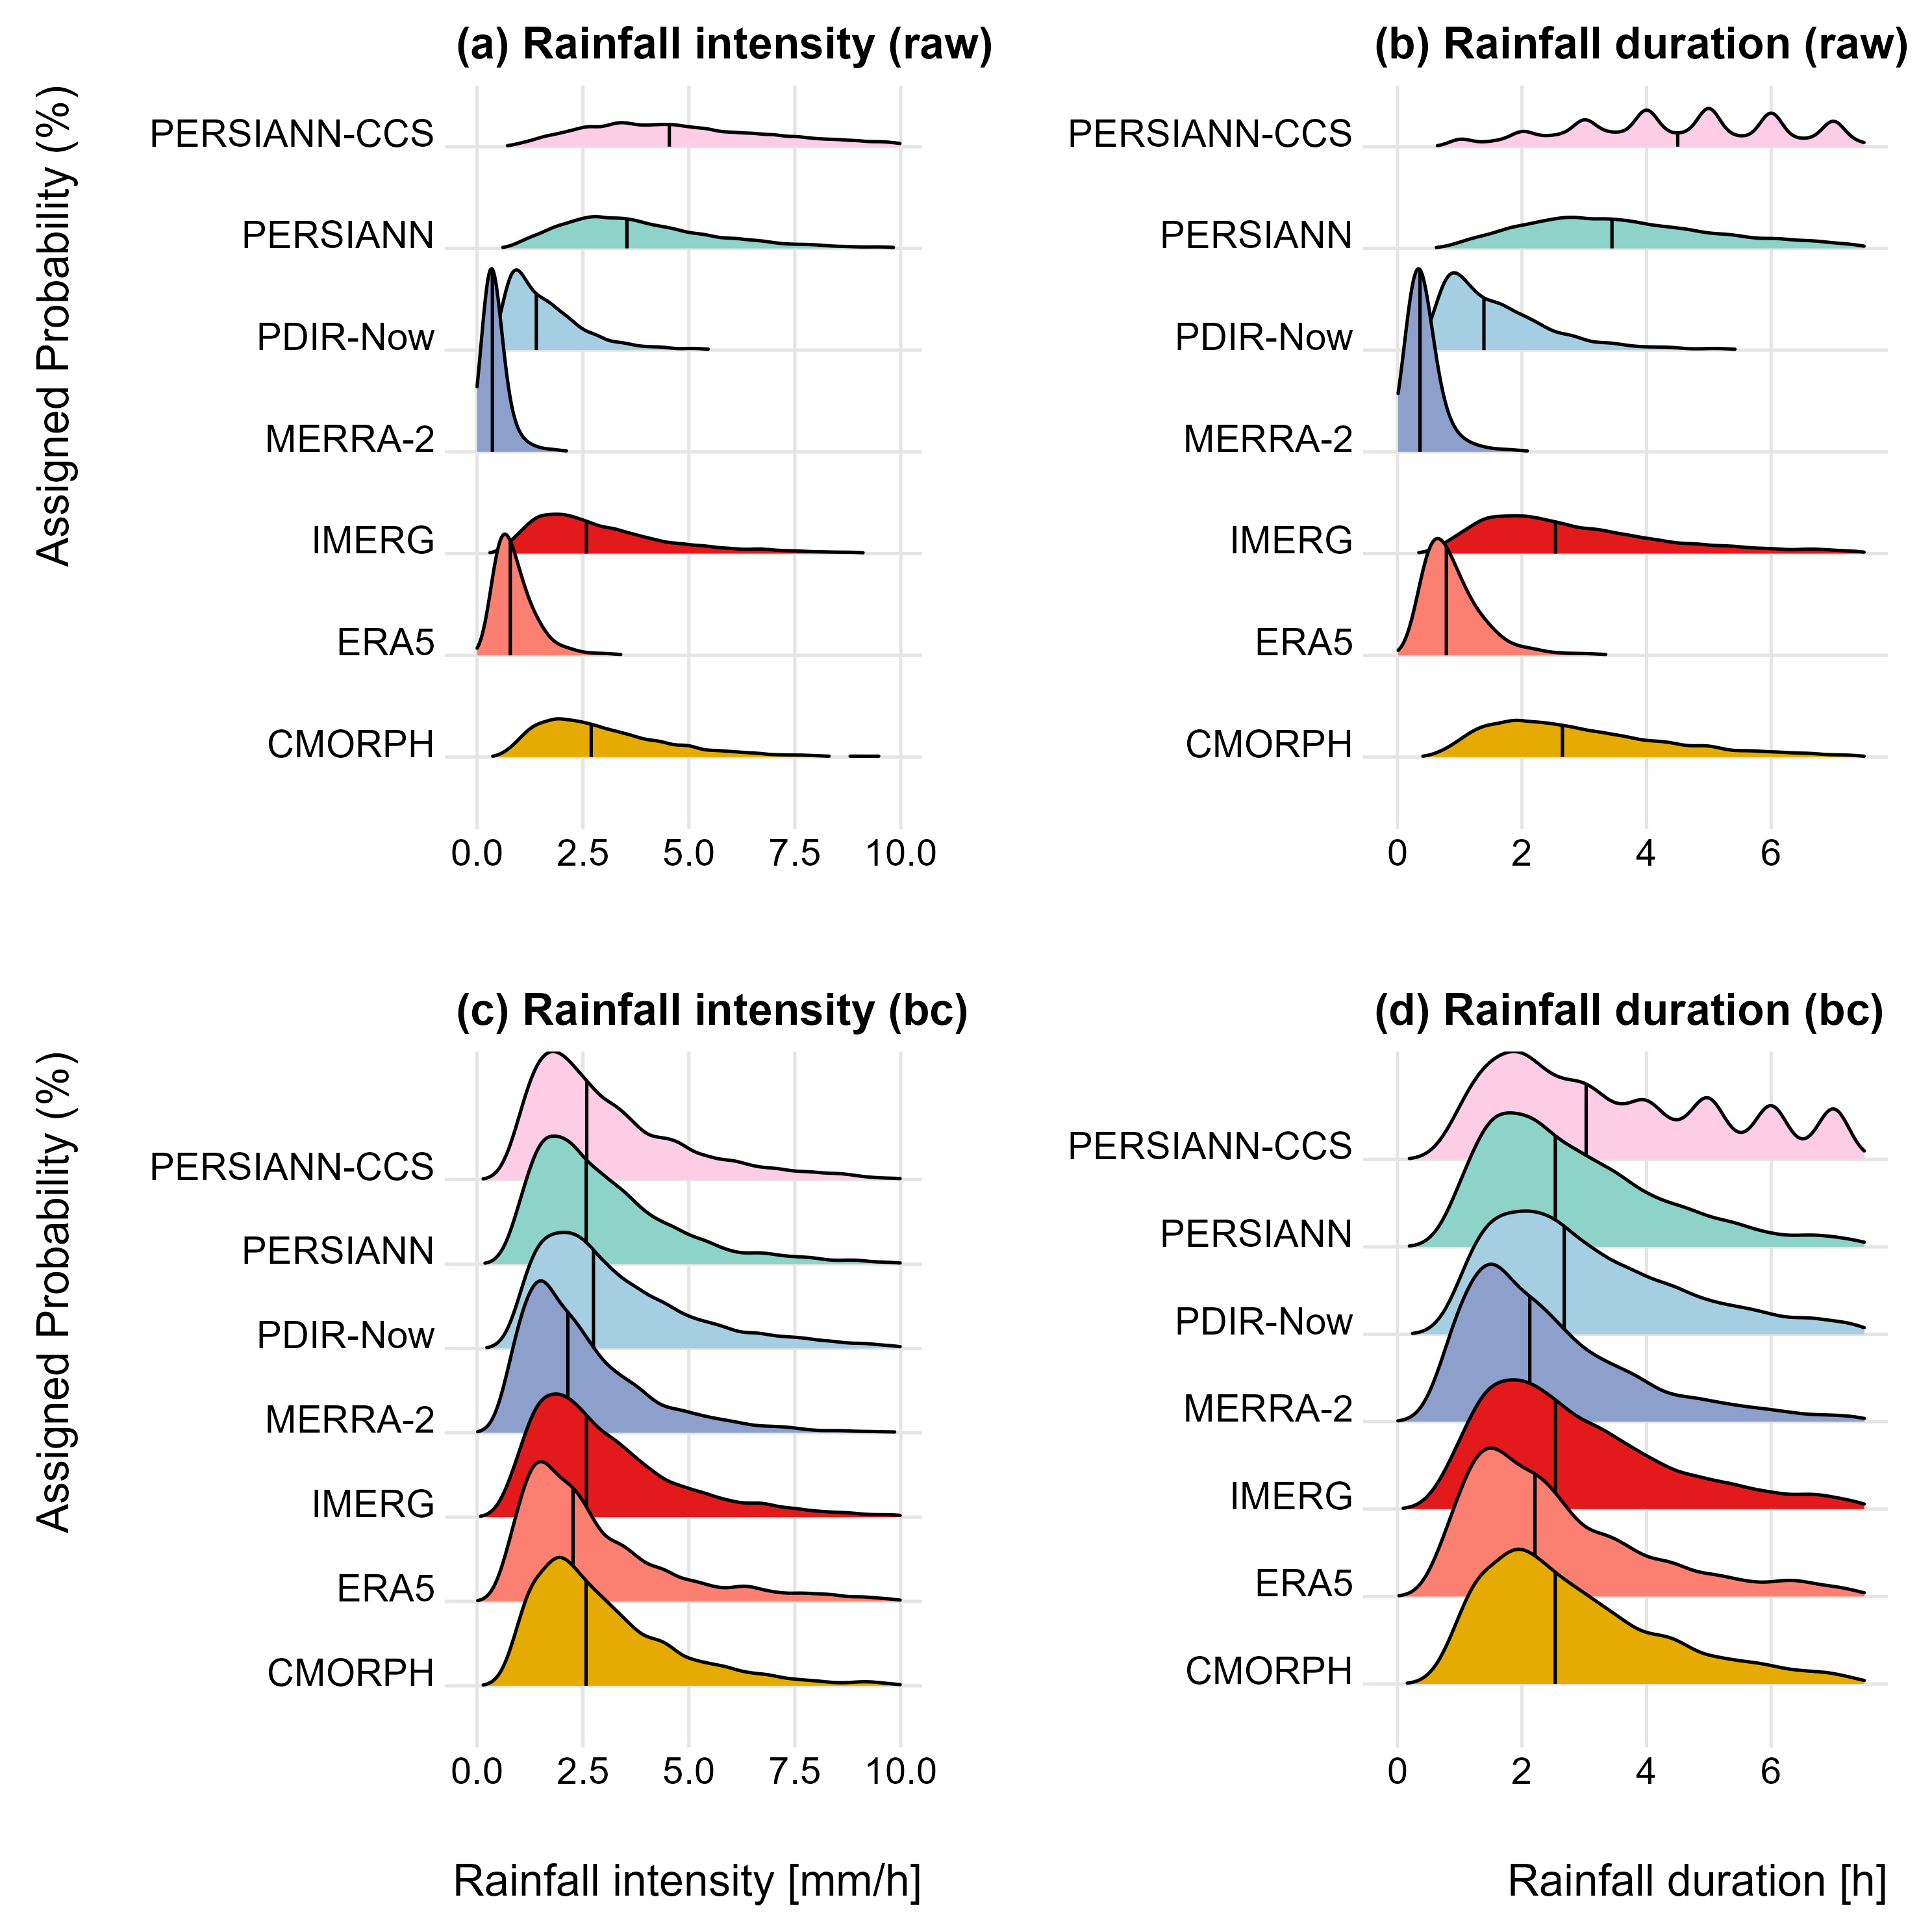 (a) Rainfall intensity (raw)
Assigned Probability (%)
PERSIANN-CCS
PERSIANN
PDIR-Now
MERRA-2
IMERG
ERA5
CMORPH
0.0 2.5 5.0 7.5 10.0
(b) Rainfall duration (raw)
PERSIANN-CCS
PERSIANN
PDIR-Now
MERRA-2
IMERG
ERA5
CMORPH
0 2 4 6
(c) Rainfall intensity (bc)
Assigned Probability (%)
PERSIANN-CCS
PERSIANN
PDIR-Now
MERRA-2
IMERG
ERA5
CMORPH
0.0 2.5 5.0 7.5 10.0
Rainfall intensity [mm/h]
(d) Rainfall duration (bc)
PERSIANN-CCS
PERSIANN
PDIR-Now
MERRA-2
IMERG
ERA5
CMORPH
0 2 4 6
Rainfall duration [h]